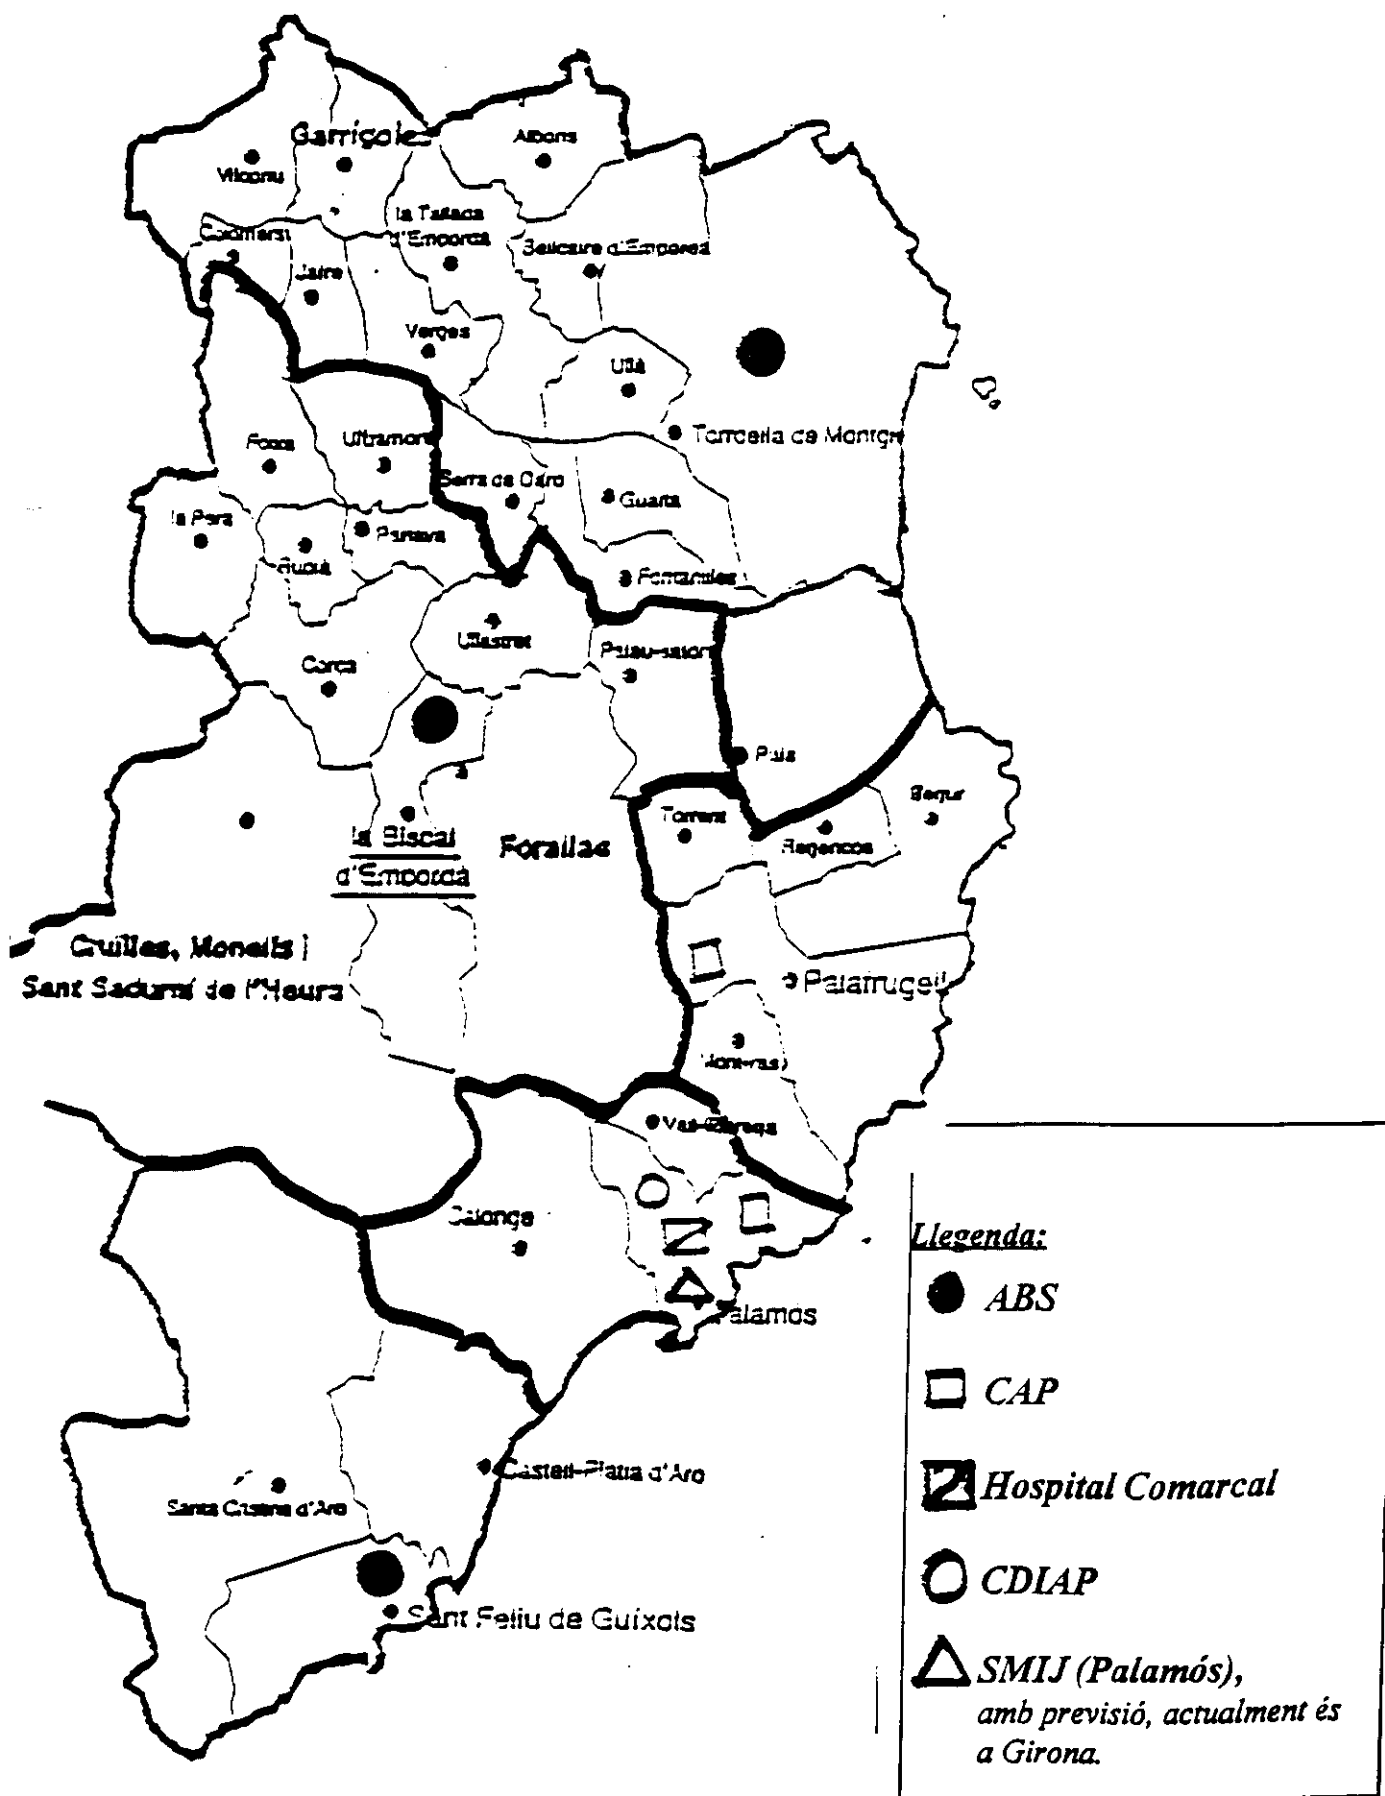 Garrigoles
Albons
Vilopriu
la Tallada
d'Empordà
Colomers
Bellcaire d'Empordà
Jafre
Verges
Ullà
Torroella de Montgrí
Foixà
Ultramort
Serra de Daró
Gualta
la Pera
Parlavà
Rupià
Fontanilles
Ullastret
Palau-sator
Corçà
Pals
Begur
Torrent
Regencós
la Bisbal
d'Empordà
Forallac
Cruïlles, Monells i
Sant Sadurní de l'Heura
Palafrugell
Mont-ras
Vall-llobrega
Calonge
Palamós
Castell-Platja d'Aro
Santa Cristina d'Aro
Sant Feliu de Guíxols
Llegenda:
ABS
CAP
Hospital Comarcal
CDIAP
SMIJ (Palamós),
amb previsió, actualment és
a Girona.